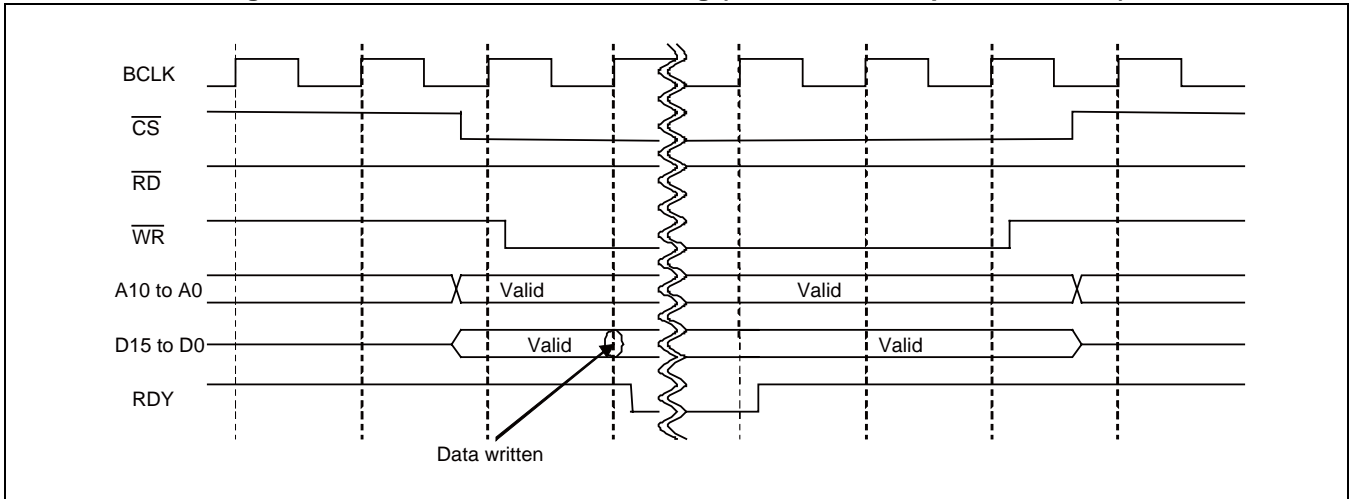 BCLK
CS
RD
WR
A10 to A0 Valid Valid
D15 to D0 Valid Valid
RDY
Data written